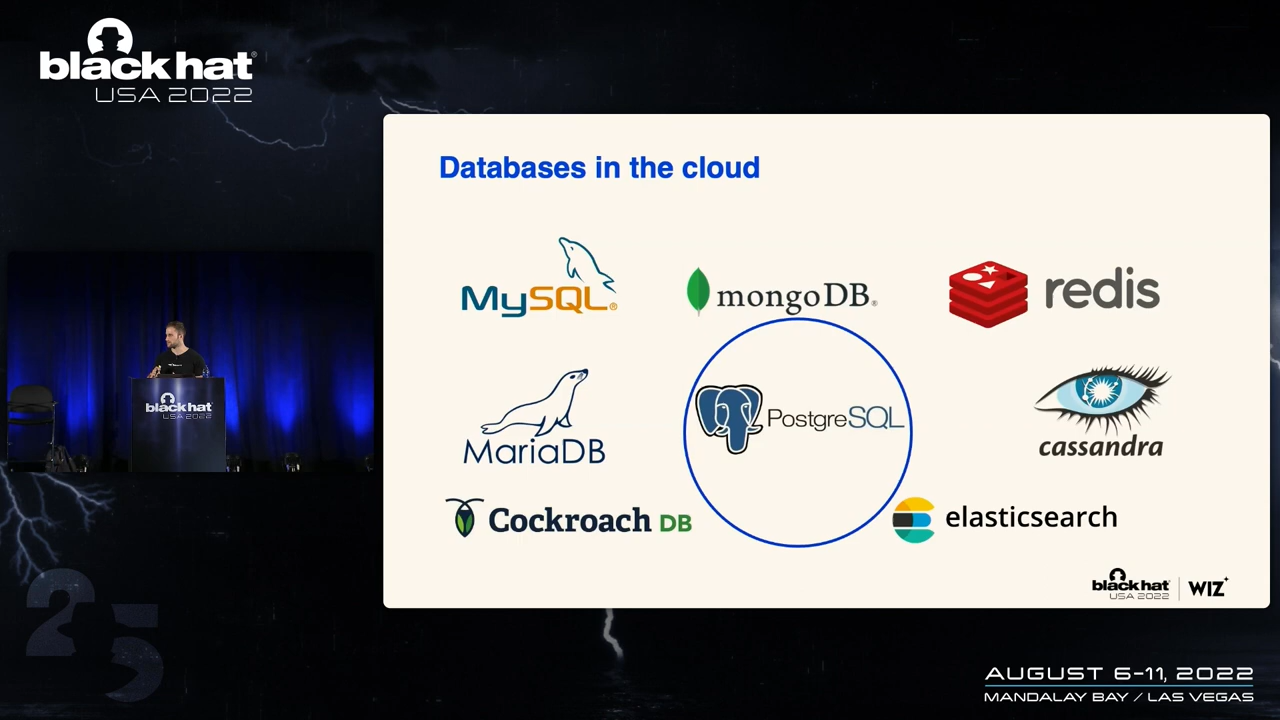 black hat®
USA 2022
Databases in the cloud
MySQL®
mongoDB®
redis
MariaDB
PostgreSQL
cassandra
Cockroach DB
elasticsearch
black hat
USA 2022
WIZ
black hat
USA 2022
25
AUGUST 6-11, 2022
MANDALAY BAY / LAS VEGAS